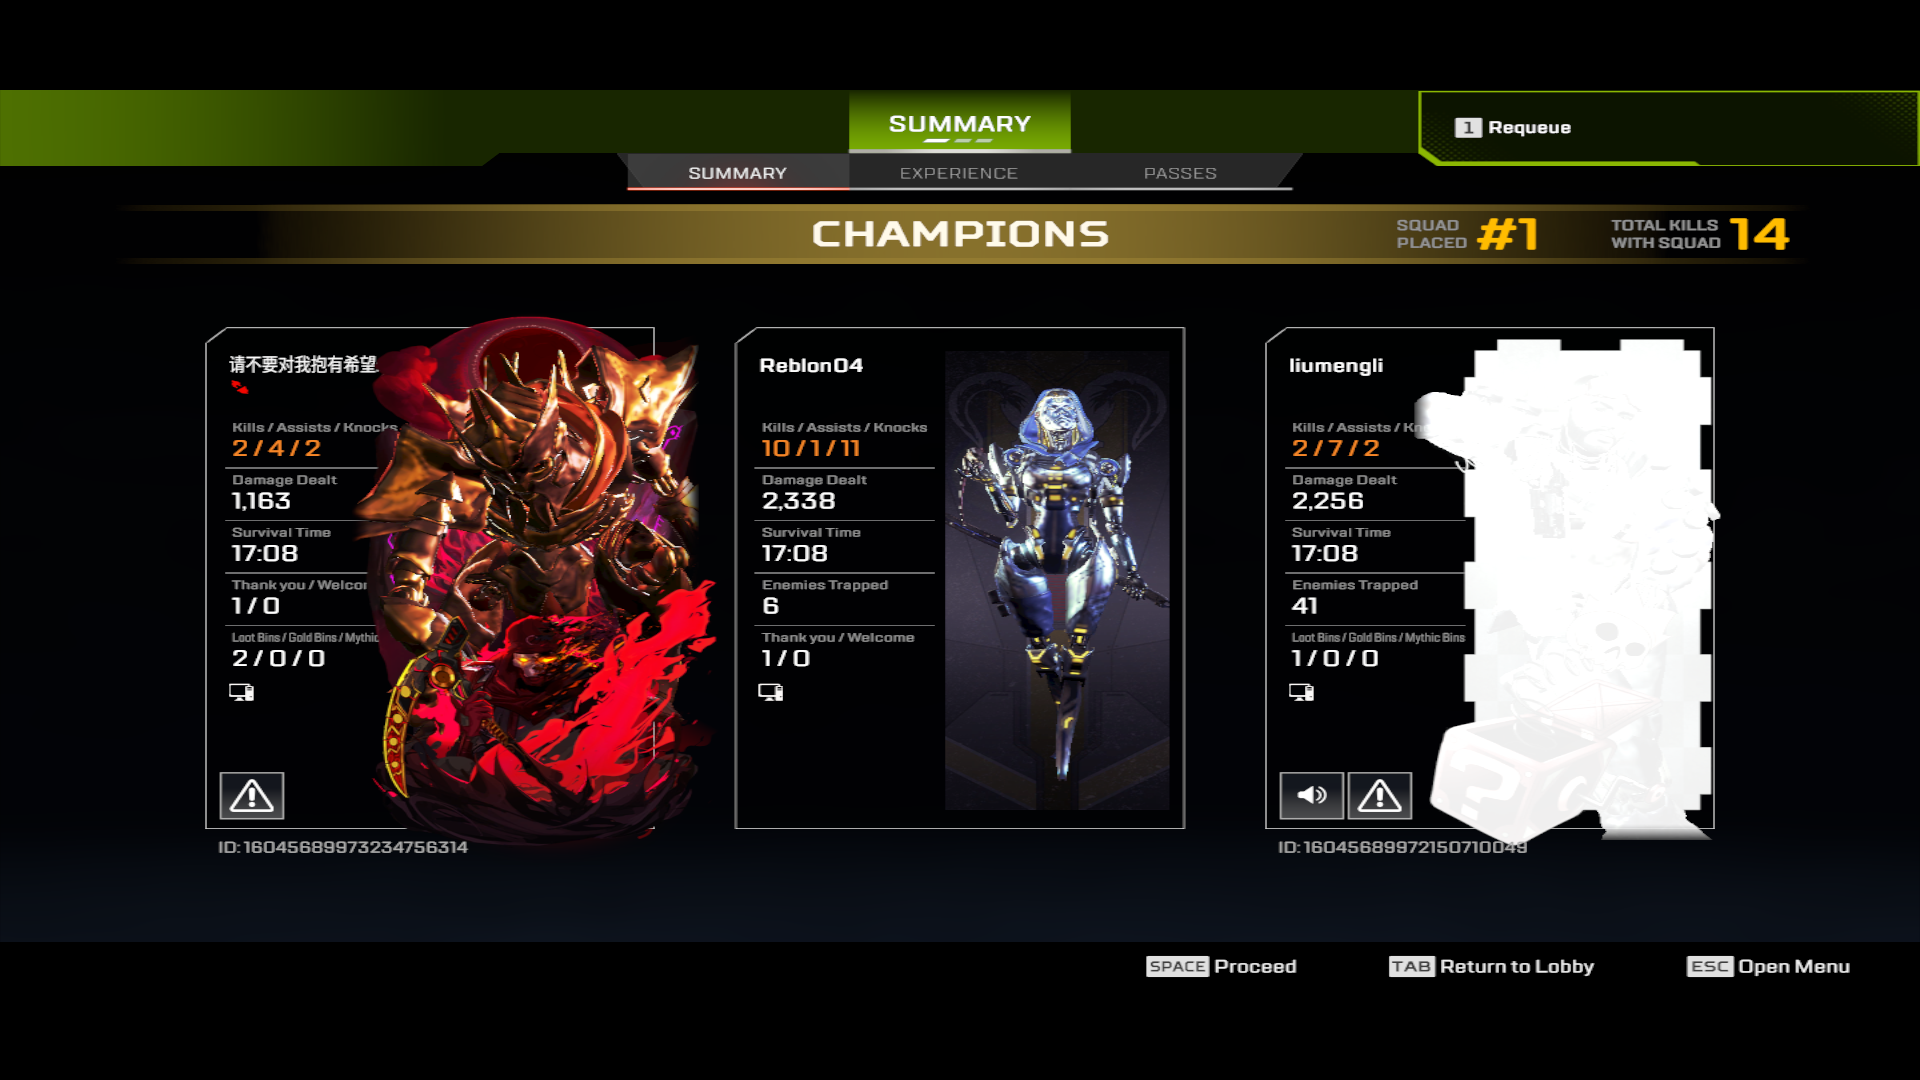 SUMMARY
1 Requeue
SUMMARY
EXPERIENCE
PASSES
CHAMPIONS
SQUAD
PLACED
#1
TOTAL KILLS
WITH SQUAD
14
请不要对我抱有希望.
Kills / Assists / Knocks
2 / 4 / 2
Damage Dealt
1,163
Survival Time
17:08
Thank you / Welcom
1 / 0
Loot Bins / Gold Bins / Mythic
2 / 0 / 0
ID: 16045689973234756314
Reblon04
Kills / Assists / Knocks
10 / 1 / 11
Damage Dealt
2,338
Survival Time
17:08
Enemies Trapped
6
Thank you / Welcome
1 / 0
liumengli
Kills / Assists / Kn
2 / 7 / 2
Damage Dealt
2,256
Survival Time
17:08
Enemies Trapped
41
Loot Bins / Gold Bins / Mythic Bins
1 / 0 / 0
ID: 16045689972150710049
SPACE Proceed
TAB Return to Lobby
ESC Open Menu